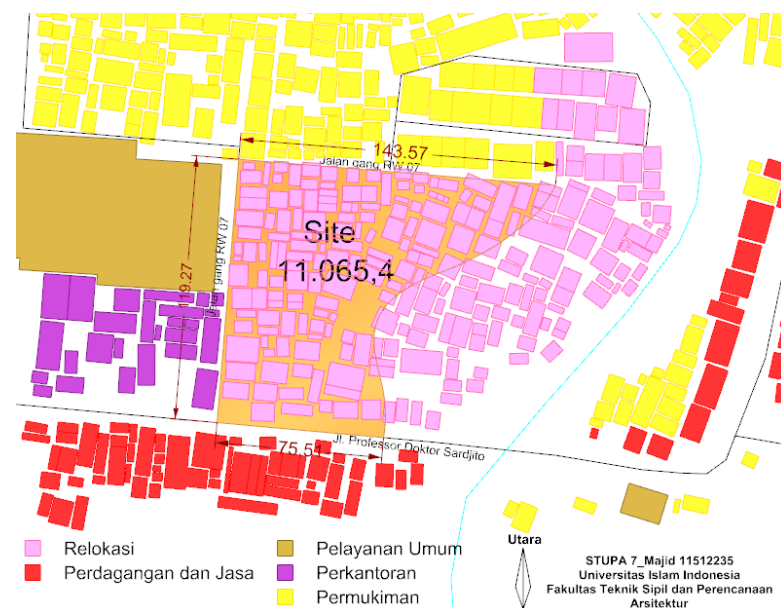 143.57
Jalan gang RW 07
Jalan gang RW 07
19.27
Site
11.065,4
75.51
Jl. Professor Doktor Sardjito
Relokasi
Perdagangan dan Jasa
Pelayanan Umum
Perkantoran
Permukiman
Utara
STUPA 7_Majid 11512235
Universitas Islam Indonesia
Fakultas Teknik Sipil dan Perencanaan
Arsitektur